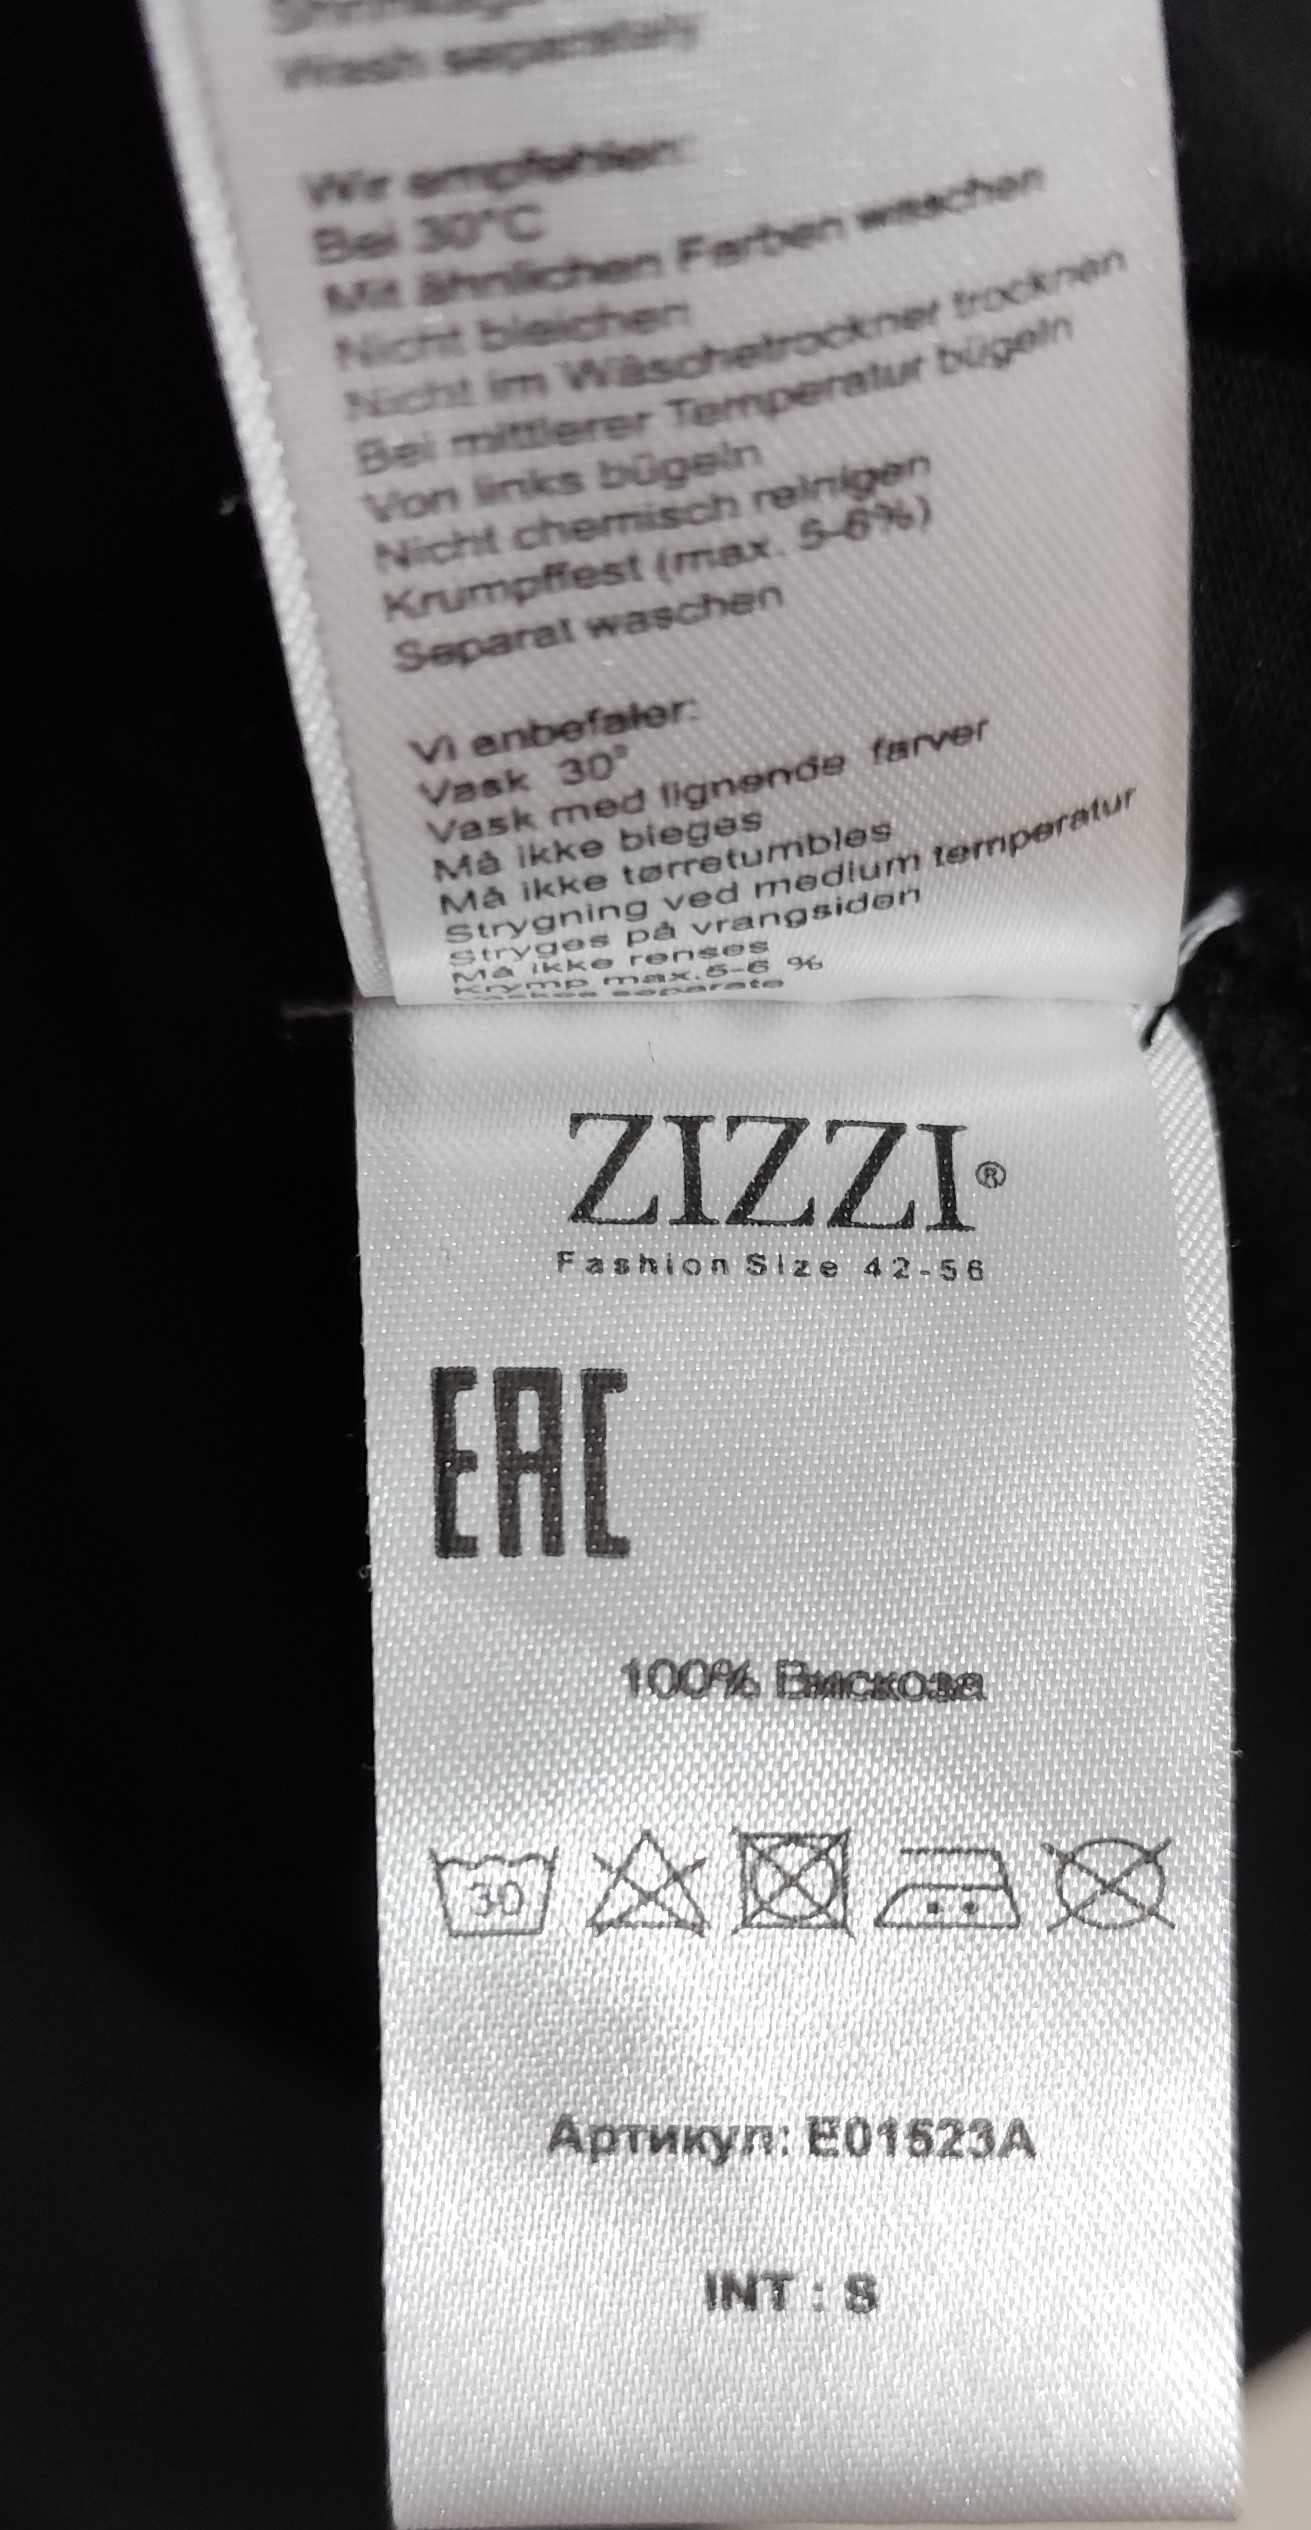 Wash separately
Wir empfehlen:
Bei 30°C
Mit ähnlichen Farben waschen
Nicht bleichen
Nicht im Wäschetrockner trocknen
Bei mittlerer Temperatur bügeln
Von links bügeln
Nicht chemisch reinigen
Krumpffest (max. 5-6%)
Separat waschen
Vi anbefaler:
Vask 30°
Vask med lignende farver
Må ikke bleges
Må ikke tørretumbles
Strygning ved medium temperatur
Stryges på vrangsiden
Må ikke renses
Krymp max. 5-6 %
Vaskes separate
ZIZZI®
Fashion Size 42-56
EAC
100% Вискоза
30
Артикул: E01523A
INT : S